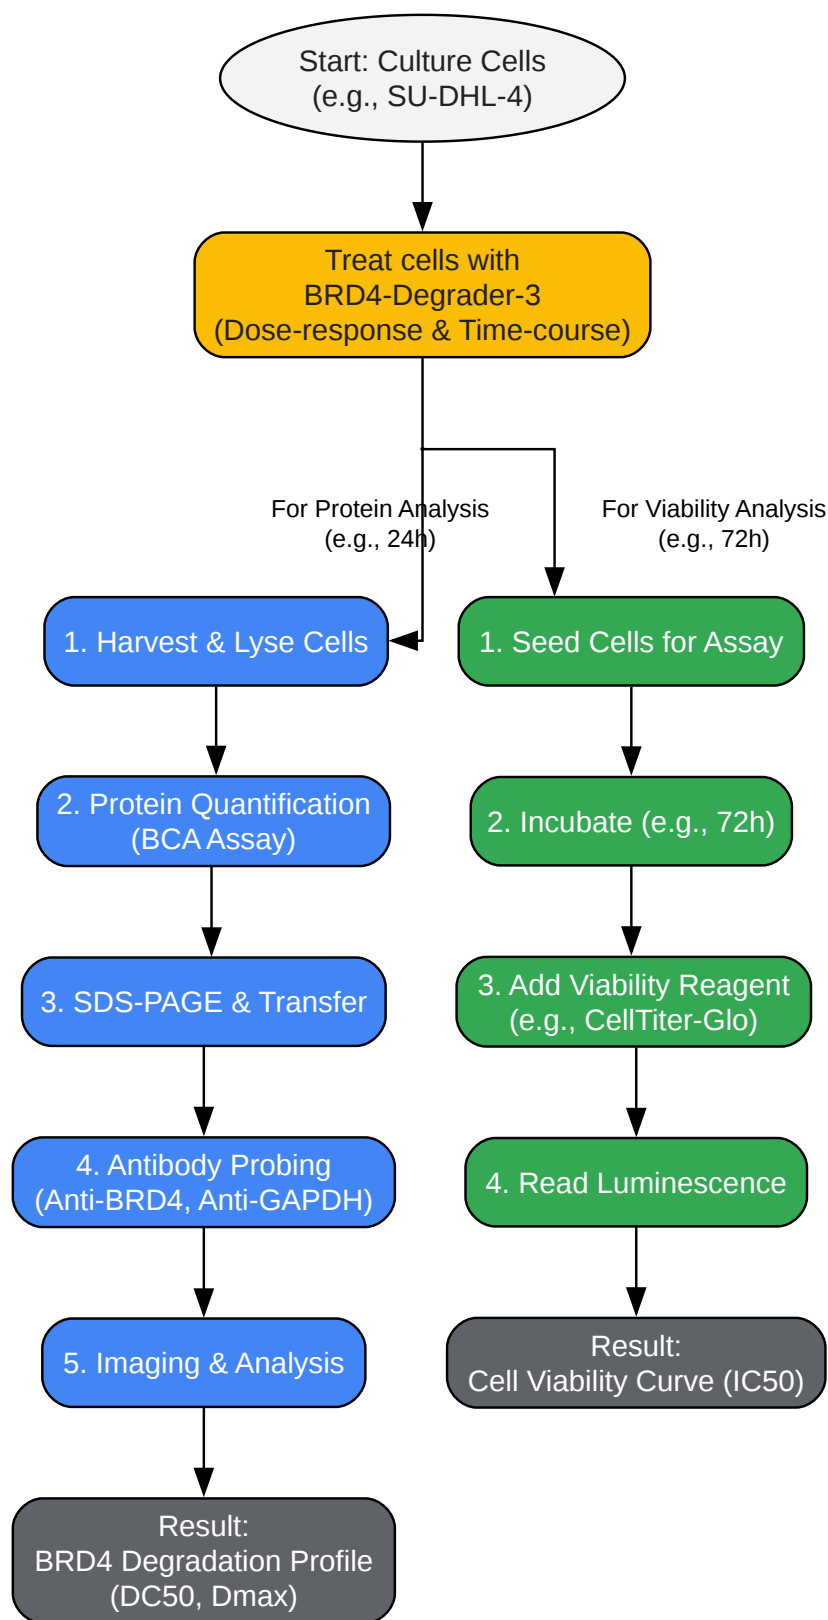 Start: Culture Cells
(e.g., SU-DHL-4)
Treat cells with
BRD4-Degrader-3
(Dose-response & Time-course)
For Protein Analysis
(e.g., 24h)
For Viability Analysis
(e.g., 72h)
1. Harvest & Lyse Cells
2. Protein Quantification
(BCA Assay)
3. SDS-PAGE & Transfer
4. Antibody Probing
(Anti-BRD4, Anti-GAPDH)
5. Imaging & Analysis
Result:
BRD4 Degradation Profile
(DC50, Dmax)
1. Seed Cells for Assay
2. Incubate (e.g., 72h)
3. Add Viability Reagent
(e.g., CellTiter-Glo)
4. Read Luminescence
Result:
Cell Viability Curve (IC50)